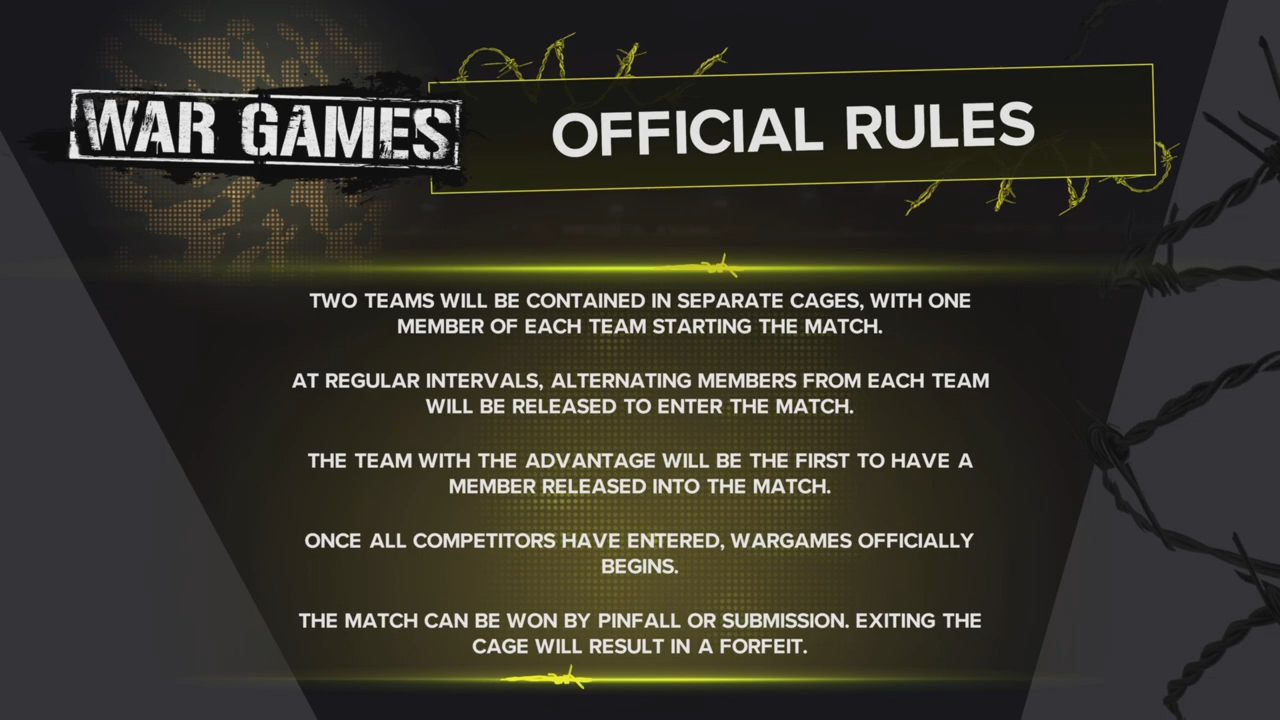 WAR GAMES
OFFICIAL RULES
TWO TEAMS WILL BE CONTAINED IN SEPARATE CAGES, WITH ONE
MEMBER OF EACH TEAM STARTING THE MATCH.
AT REGULAR INTERVALS, ALTERNATING MEMBERS FROM EACH TEAM
WILL BE RELEASED TO ENTER THE MATCH.
THE TEAM WITH THE ADVANTAGE WILL BE THE FIRST TO HAVE A
MEMBER RELEASED INTO THE MATCH.
ONCE ALL COMPETITORS HAVE ENTERED, WARGAMES OFFICIALLY
BEGINS.
THE MATCH CAN BE WON BY PINFALL OR SUBMISSION. EXITING THE
CAGE WILL RESULT IN A FORFEIT.